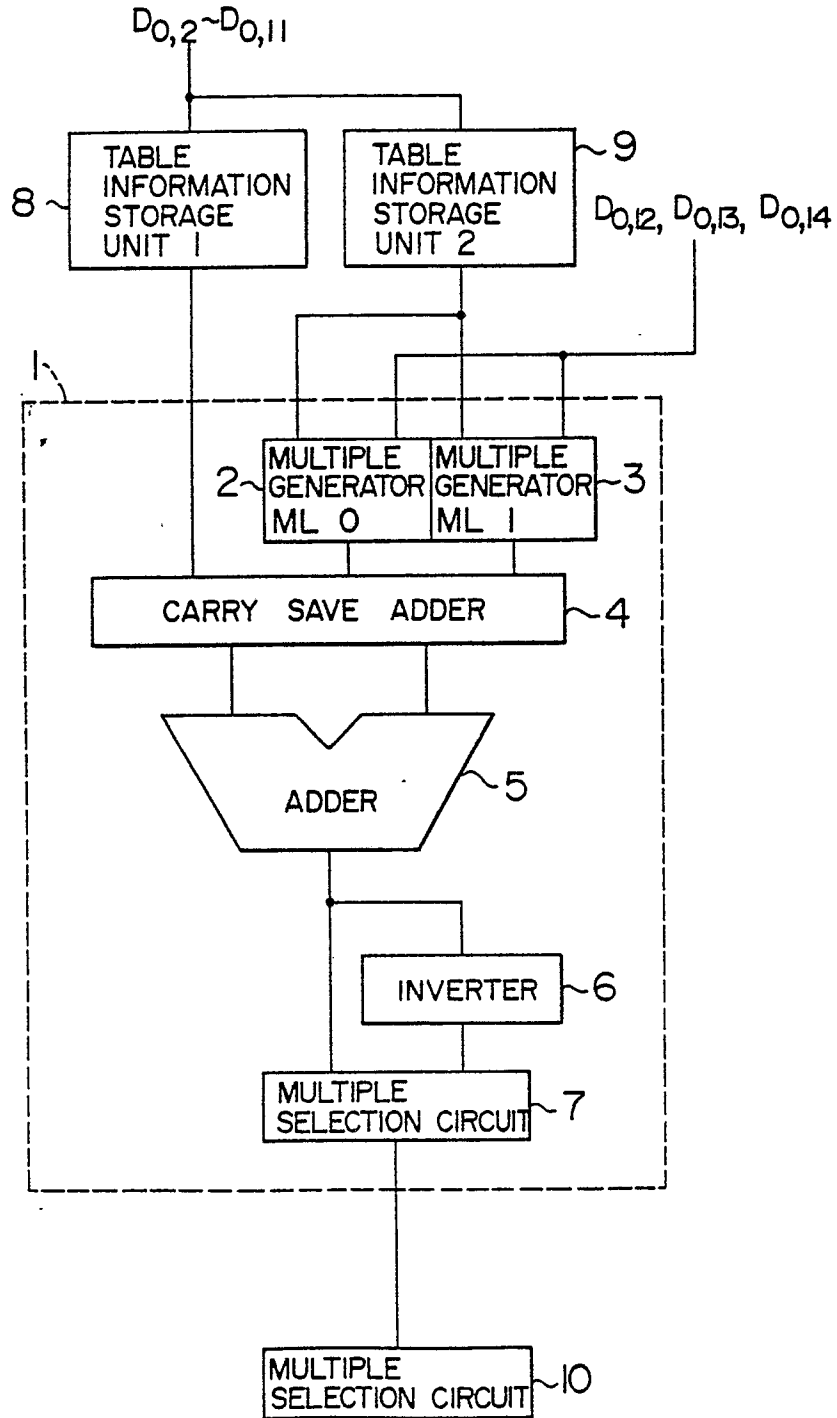 D0,2~D0,11
TABLE
INFORMATION
STORAGE
UNIT 1
8
TABLE
INFORMATION
STORAGE
UNIT 2
9
D0,12, D0,13, D0,14
1
2
MULTIPLE
GENERATOR
ML 0
MULTIPLE
GENERATOR
ML 1
3
CARRY SAVE ADDER
4
ADDER
5
INVERTER
6
MULTIPLE
SELECTION CIRCUIT
7
MULTIPLE
SELECTION CIRCUIT
10